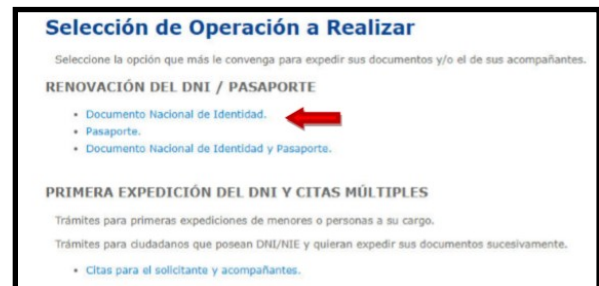 Selección de Operación a Realizar
Seleccione la opción que más le convenga para expedir sus documentos y/o el de sus acompañantes.
RENOVACIÓN DEL DNI / PASAPORTE
• Documento Nacional de Identidad.
• Pasaporte.
• Documento Nacional de Identidad y Pasaporte.
PRIMERA EXPEDICIÓN DEL DNI Y CITAS MÚLTIPLES
Trámites para primeras expediciones de menores o personas a su cargo.
Trámites para ciudadanos que posean DNI/NIE y quieran expedir sus documentos sucesivamente.
• Citas para el solicitante y acompañantes.